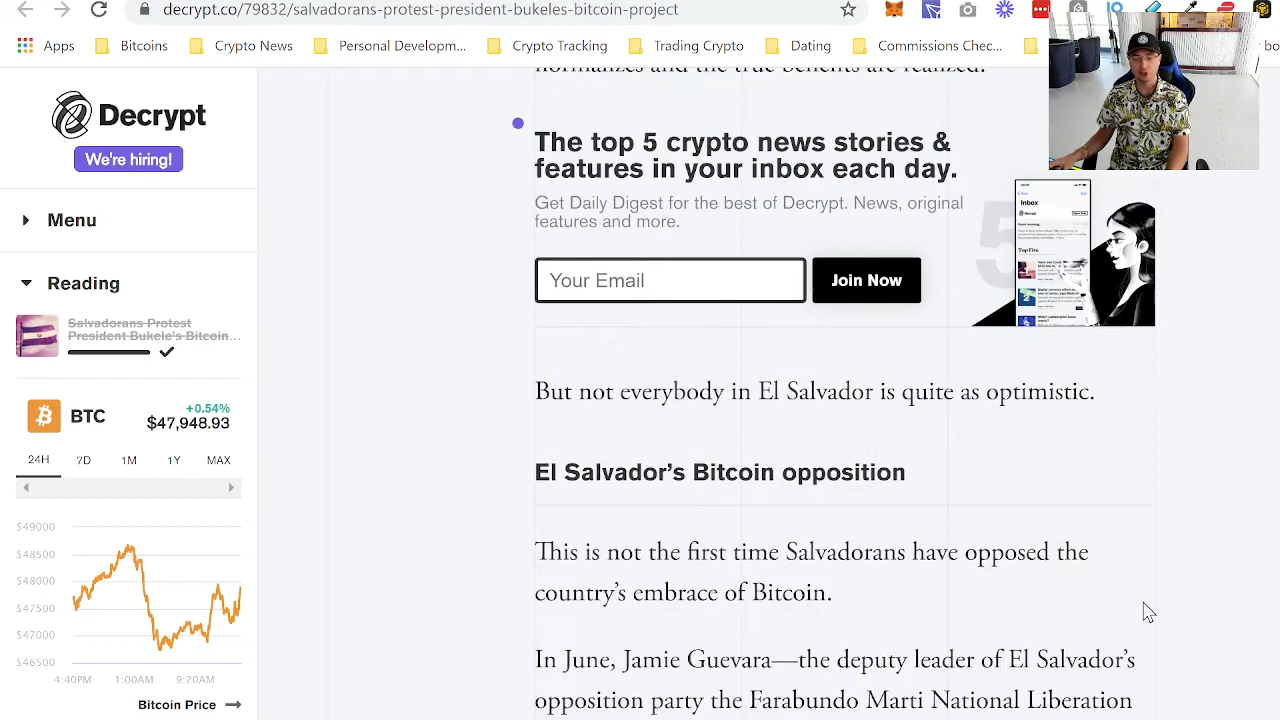 decrypt.co/79832/salvadorans-protest-president-bukeles-bitcoin-project
Apps
Bitcoins
Crypto News
Personal Developm...
Crypto Tracking
Trading Crypto
Dating
Commissions Chec...
Decrypt
We're hiring!
Menu
Reading
Salvadorans Protest
President Bukele's Bitcoin...
BTC
+0.54%
$47,948.93
24H
7D
1M
1Y
MAX
$49000
$48500
$48000
$47500
$47000
$46500
4:40PM
1:00AM
9:20AM
Bitcoin Price
normalizes and the true benefits are realized.
The top 5 crypto news stories &
features in your inbox each day.
Get Daily Digest for the best of Decrypt. News, original
features and more.
Your Email
Join Now
5
Inbox
Decrypt
Top Five
But not everybody in El Salvador is quite as optimistic.
El Salvador's Bitcoin opposition
This is not the first time Salvadorans have opposed the
country's embrace of Bitcoin.
In June, Jamie Guevara—the deputy leader of El Salvador's
opposition party the Farabundo Marti National Liberation